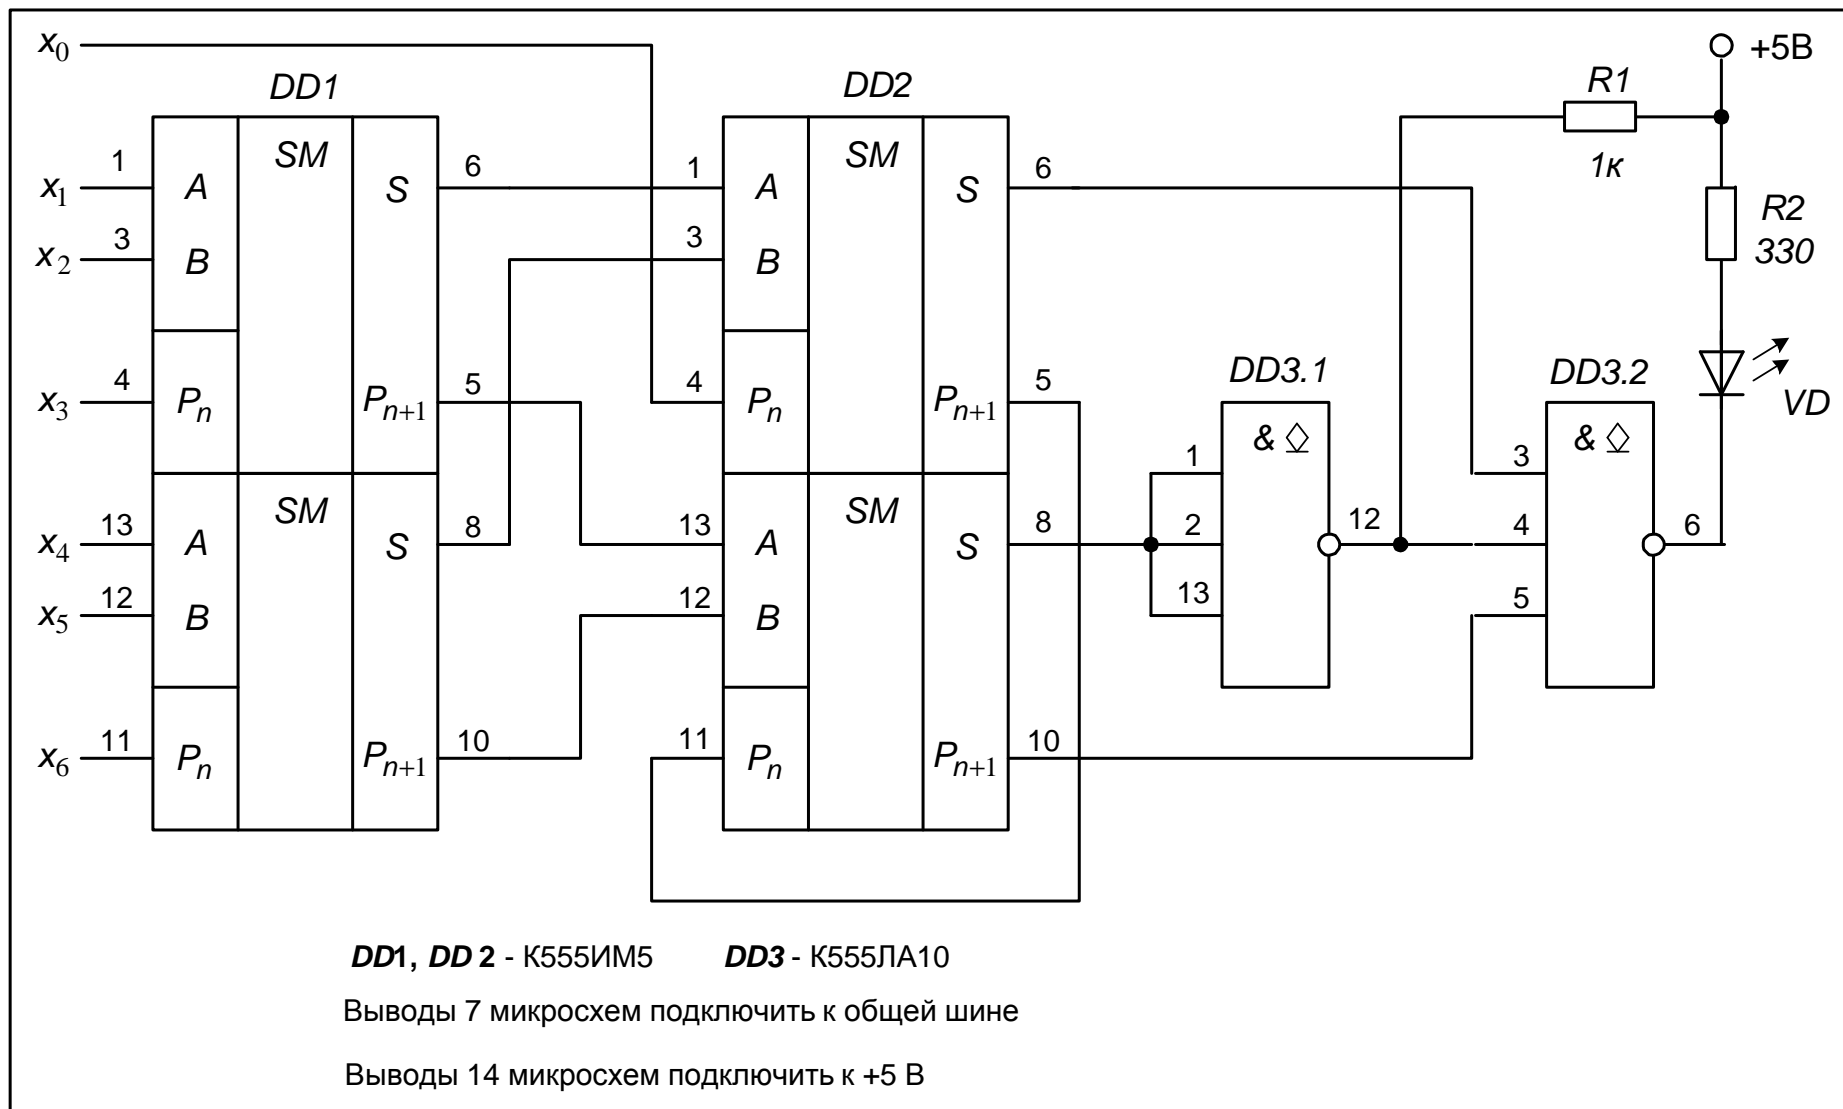 x0
+5В
DD1 DD2 R1
1 SM 6 1 SM 6 1к
x1 A S A S
3 3 R2
x2 B B 330
4 5 4 5 DD3.1 DD3.2
x3 Pn Pn+1 Pn Pn+1 VD
& &
1 3
13 SM 8 13 SM 8 2 12 4 6
x4 A S A S
12 12 13 5
x5 B B
11 10 11 10
x6 Pn Pn+1 Pn Pn+1
DD1, DD 2 - К555ИМ5 DD3 - К555ЛА10
Выводы 7 микросхем подключить к общей шине
Выводы 14 микросхем подключить к +5 В